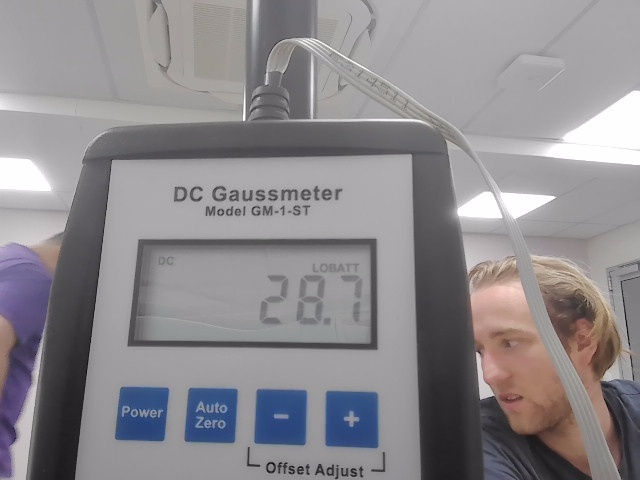 DC Gaussmeter
Model GM-1-ST
DC
LOBATT
28.7
Power
Auto
Zero
-
+
Offset Adjust